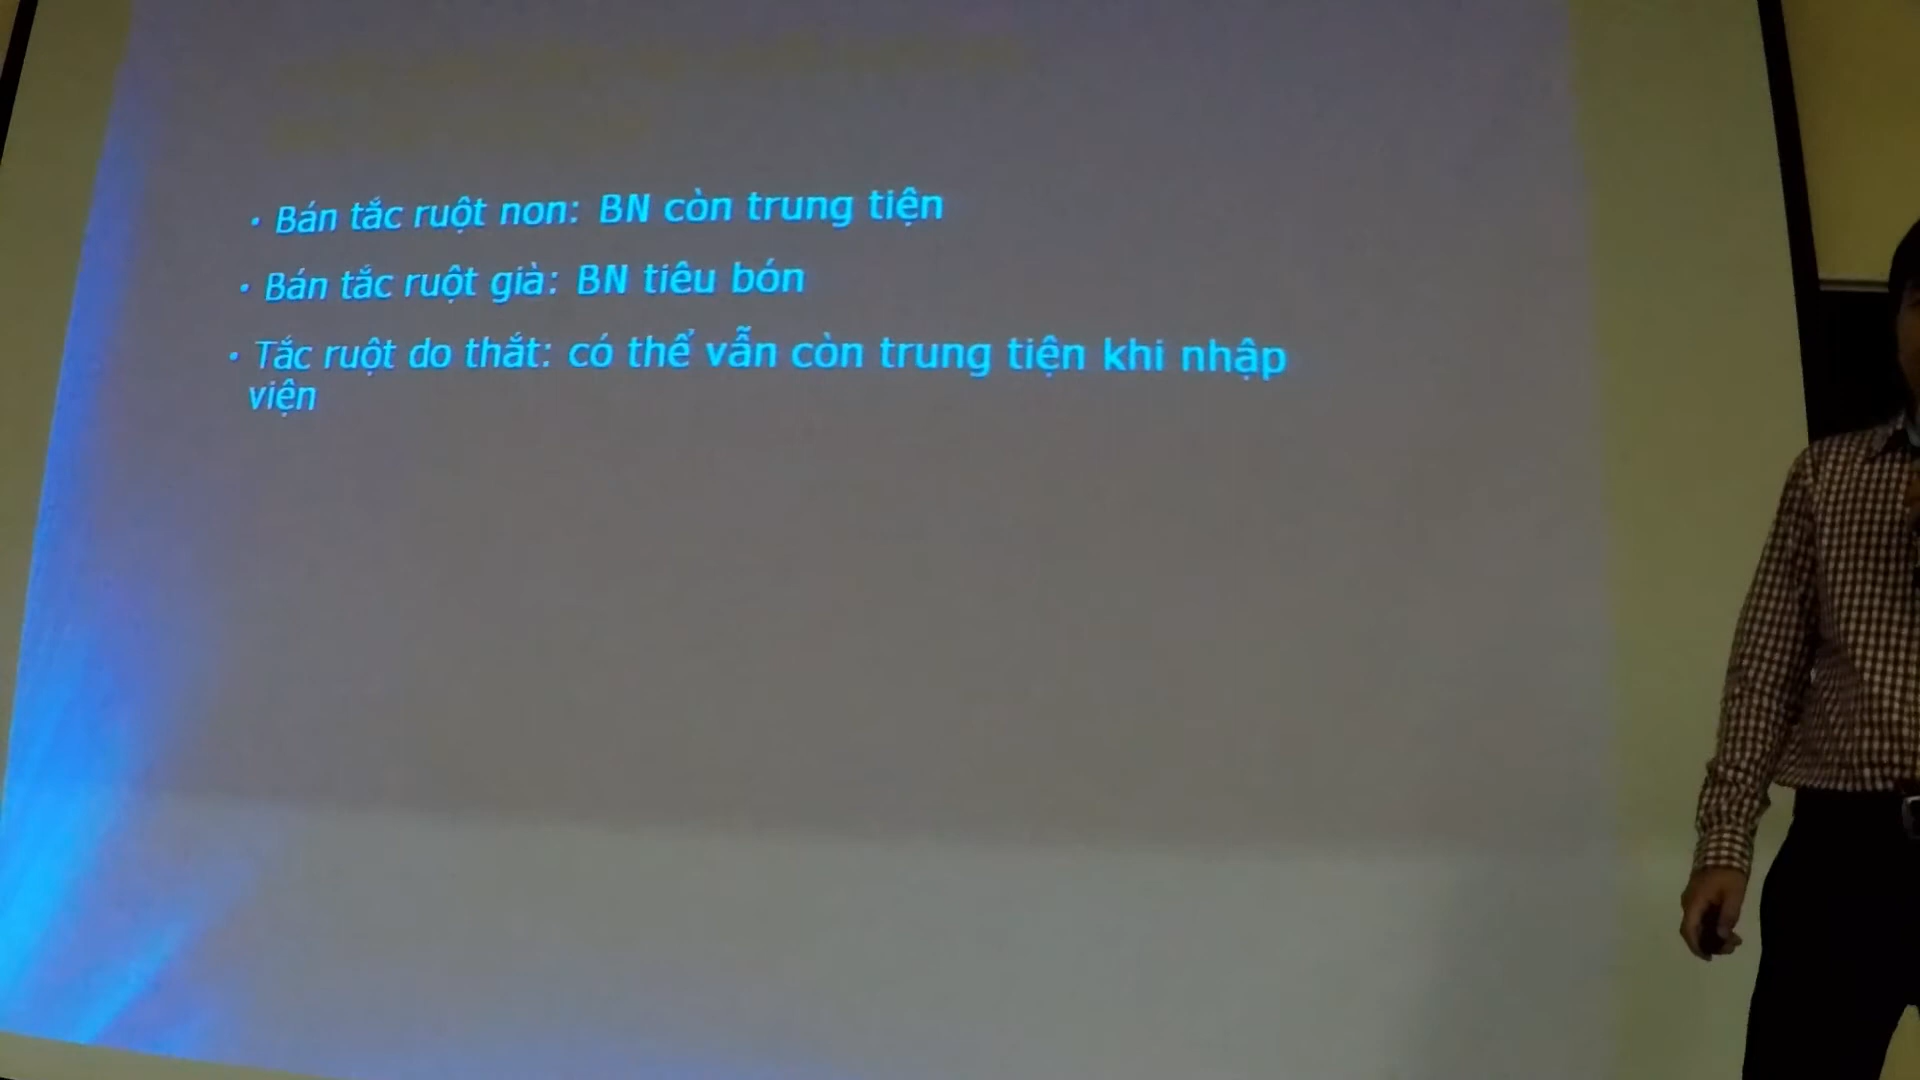 • Bán tắc ruột non: BN còn trung tiện
• Bán tắc ruột già: BN tiêu bón
• Tắc ruột do thắt: có thể vẫn còn trung tiện khi nhập
viện